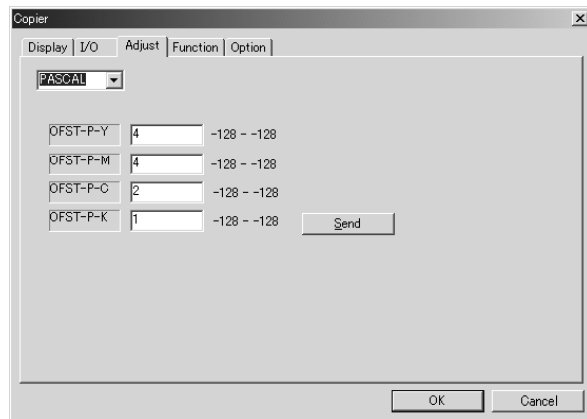 Copier
Display I/O Adjust Function Option
PASCAL
OFST-P-Y 4 -128 - -128
OFST-P-M 4 -128 - -128
OFST-P-C 2 -128 - -128
OFST-P-K 1 -128 - -128
Send
OK Cancel